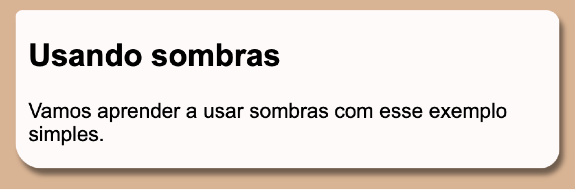 Usando sombras
Vamos aprender a usar sombras com esse exemplo
simples.